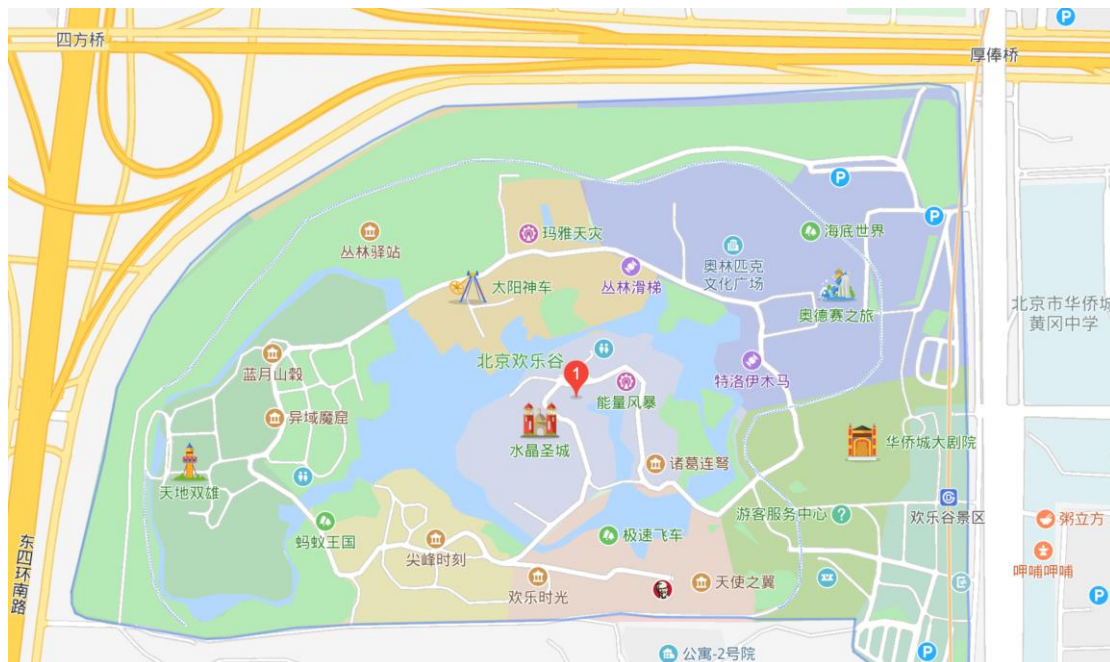 四方桥
厚俸桥
玛雅天灾
海底世界
丛林驿站
奥林匹克
文化广场
太阳神车
丛林滑梯
奥德赛之旅
北京市华侨城
黄冈中学
北京欢乐谷
蓝月山谷
1
特洛伊木马
能量风暴
异域魔窟
水晶圣城
华侨城大剧院
诸葛连弩
天地双雄
游客服务中心
欢乐谷景区
粥立方
蚂蚁王国
极速飞车
尖峰时刻
呷哺呷哺
东四环南路
欢乐时光
天使之翼
公寓-2号院
P
P
P
P
P